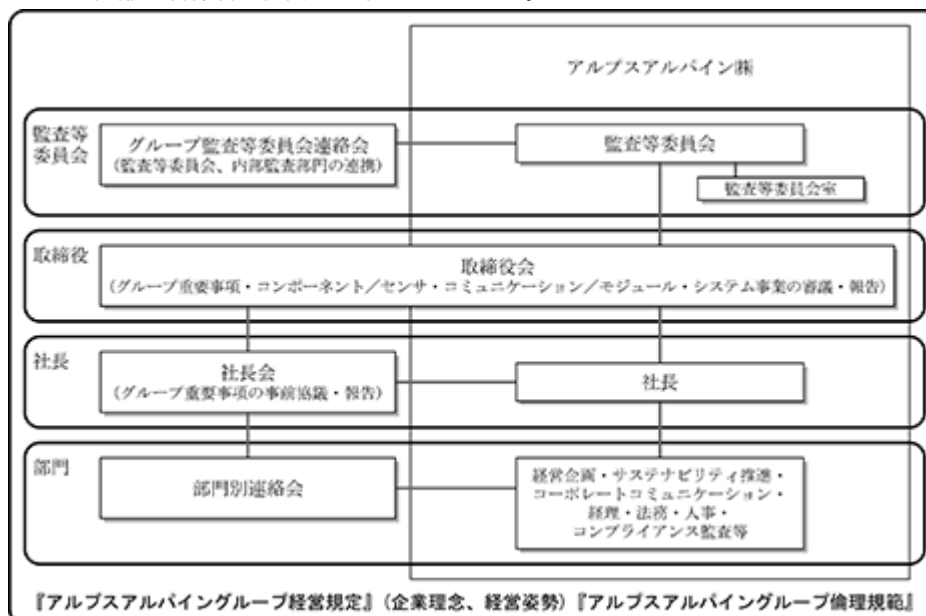 アルプスアルパイン㈱
監査等
委員会
グループ監査等委員会連絡会
(監査等委員会、内部監査部門の連携)
監査等委員会
監査等委員会室
取締役
取締役会
(グループ重要事項・コンポーネント／センサ・コミュニケーション／モジュール・システム事業の審議・報告)
社長
社長会
(グループ重要事項の事前協議・報告)
社長
部門
部門別連絡会
経営企画・サステナビリティ推進・
コーポレートコミュニケーション・
経理・法務・人事・
コンプライアンス監査等
『アルプスアルパイングループ経営規定』(企業理念、経営姿勢)『アルプスアルパイングループ倫理規範』